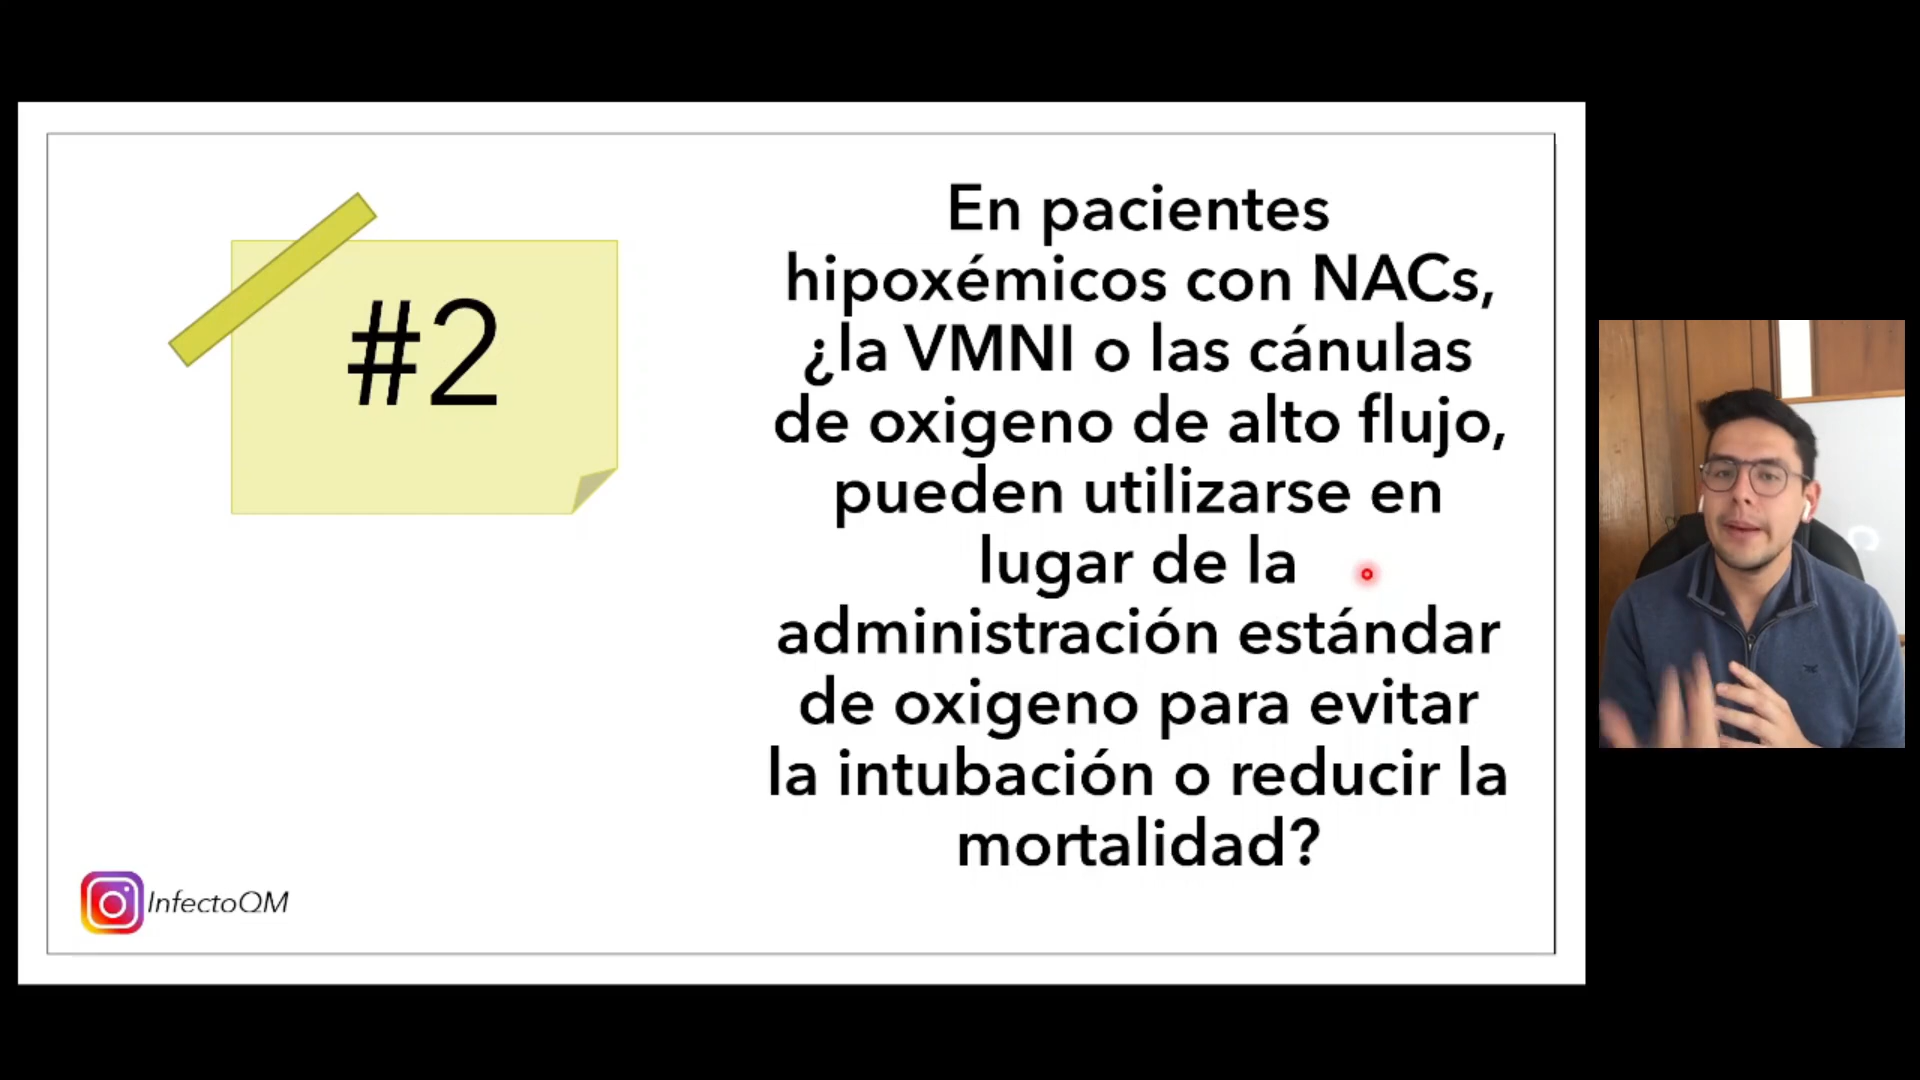 #2
En pacientes
hipoxémicos con NACs,
¿la VMNI o las cánulas
de oxigeno de alto flujo,
pueden utilizarse en
lugar de la
administración estándar
de oxigeno para evitar
la intubación o reducir la
mortalidad?
InfectoQM